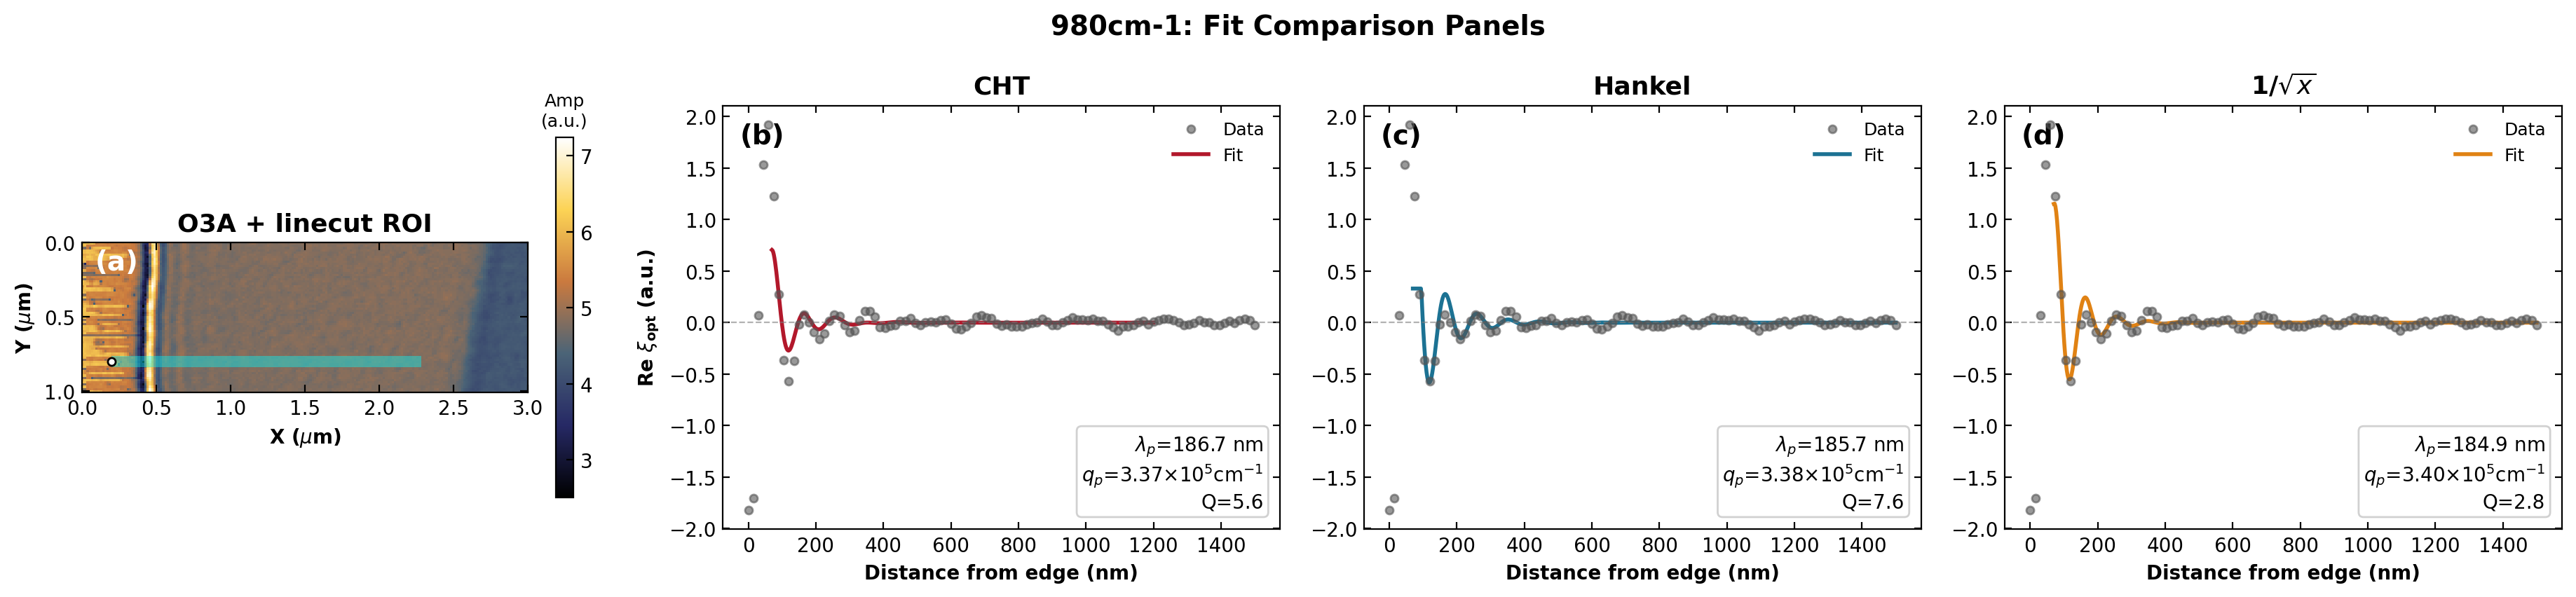 980cm-1: Fit Comparison Panels
O3A + linecut ROI
(a)
Y (μm)
0.0
0.5
1.0
0.0 0.5 1.0 1.5 2.0 2.5 3.0
X (μm)
Amp
(a.u.)
7
6
5
4
3
CHT
(b)
Data
Fit
Re ξopt (a.u.)
2.0
1.5
1.0
0.5
0.0
−0.5
−1.0
−1.5
−2.0
λp=186.7 nm
qp=3.37×10⁵cm⁻¹
Q=5.6
0 200 400 600 800 1000 1200 1400
Distance from edge (nm)
Hankel
(c)
Data
Fit
2.0
1.5
1.0
0.5
0.0
−0.5
−1.0
−1.5
−2.0
λp=185.7 nm
qp=3.38×10⁵cm⁻¹
Q=7.6
0 200 400 600 800 1000 1200 1400
Distance from edge (nm)
1/√x
(d)
Data
Fit
2.0
1.5
1.0
0.5
0.0
−0.5
−1.0
−1.5
−2.0
λp=184.9 nm
qp=3.40×10⁵cm⁻¹
Q=2.8
0 200 400 600 800 1000 1200 1400
Distance from edge (nm)